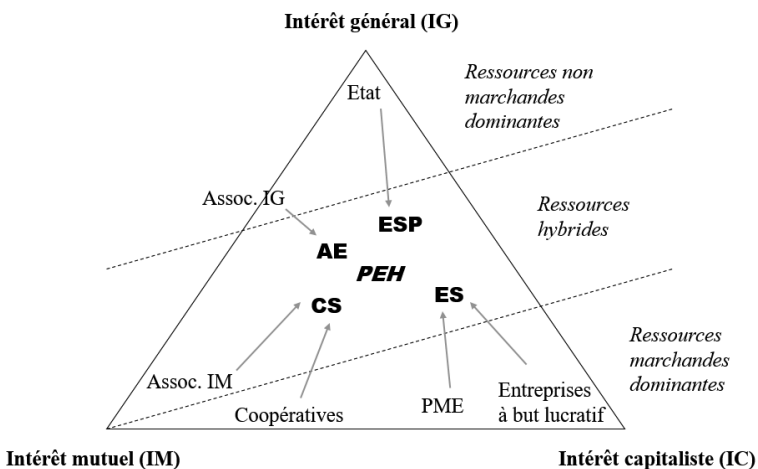 Intérêt général (IG)
Ressources non
marchandes
dominantes
Etat
Assoc. IG
Ressources
hybrides
ESP
AE
PEH
ES
CS
Ressources
marchandes
dominantes
Assoc. IM
Coopératives
PME
Entreprises
à but lucratif
Intérêt mutuel (IM)
Intérêt capitaliste (IC)